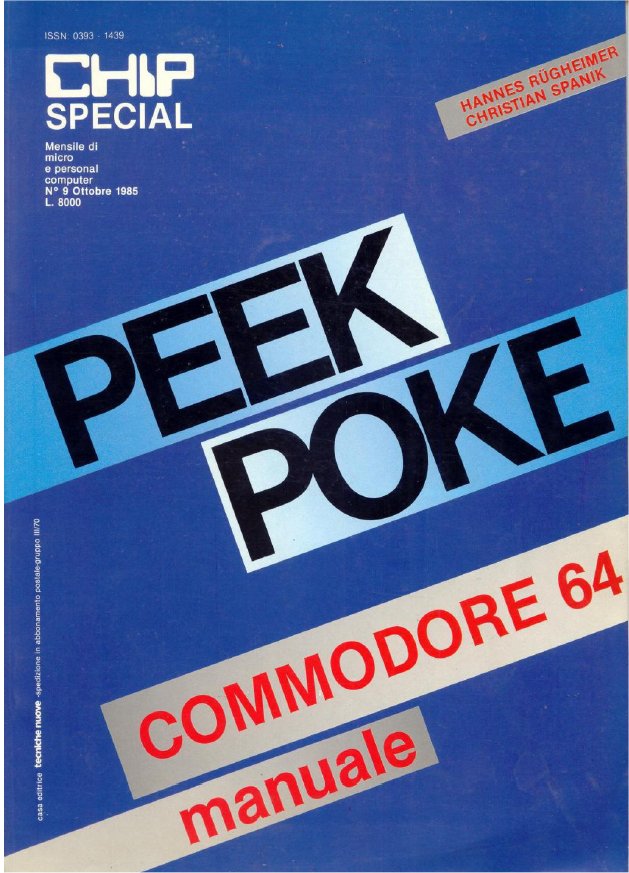 ISSN: 0393 - 1439
CHIP
SPECIAL
Mensile di
micro
e personal
computer
N° 9 Ottobre 1985
L. 8000
HANNES RÜGHEIMER
CHRISTIAN SPANIK
PEEK
POKE
COMMODORE 64
manuale
casa editrice tecniche nuove -spedizione in abbonamento postale-gruppo III/70